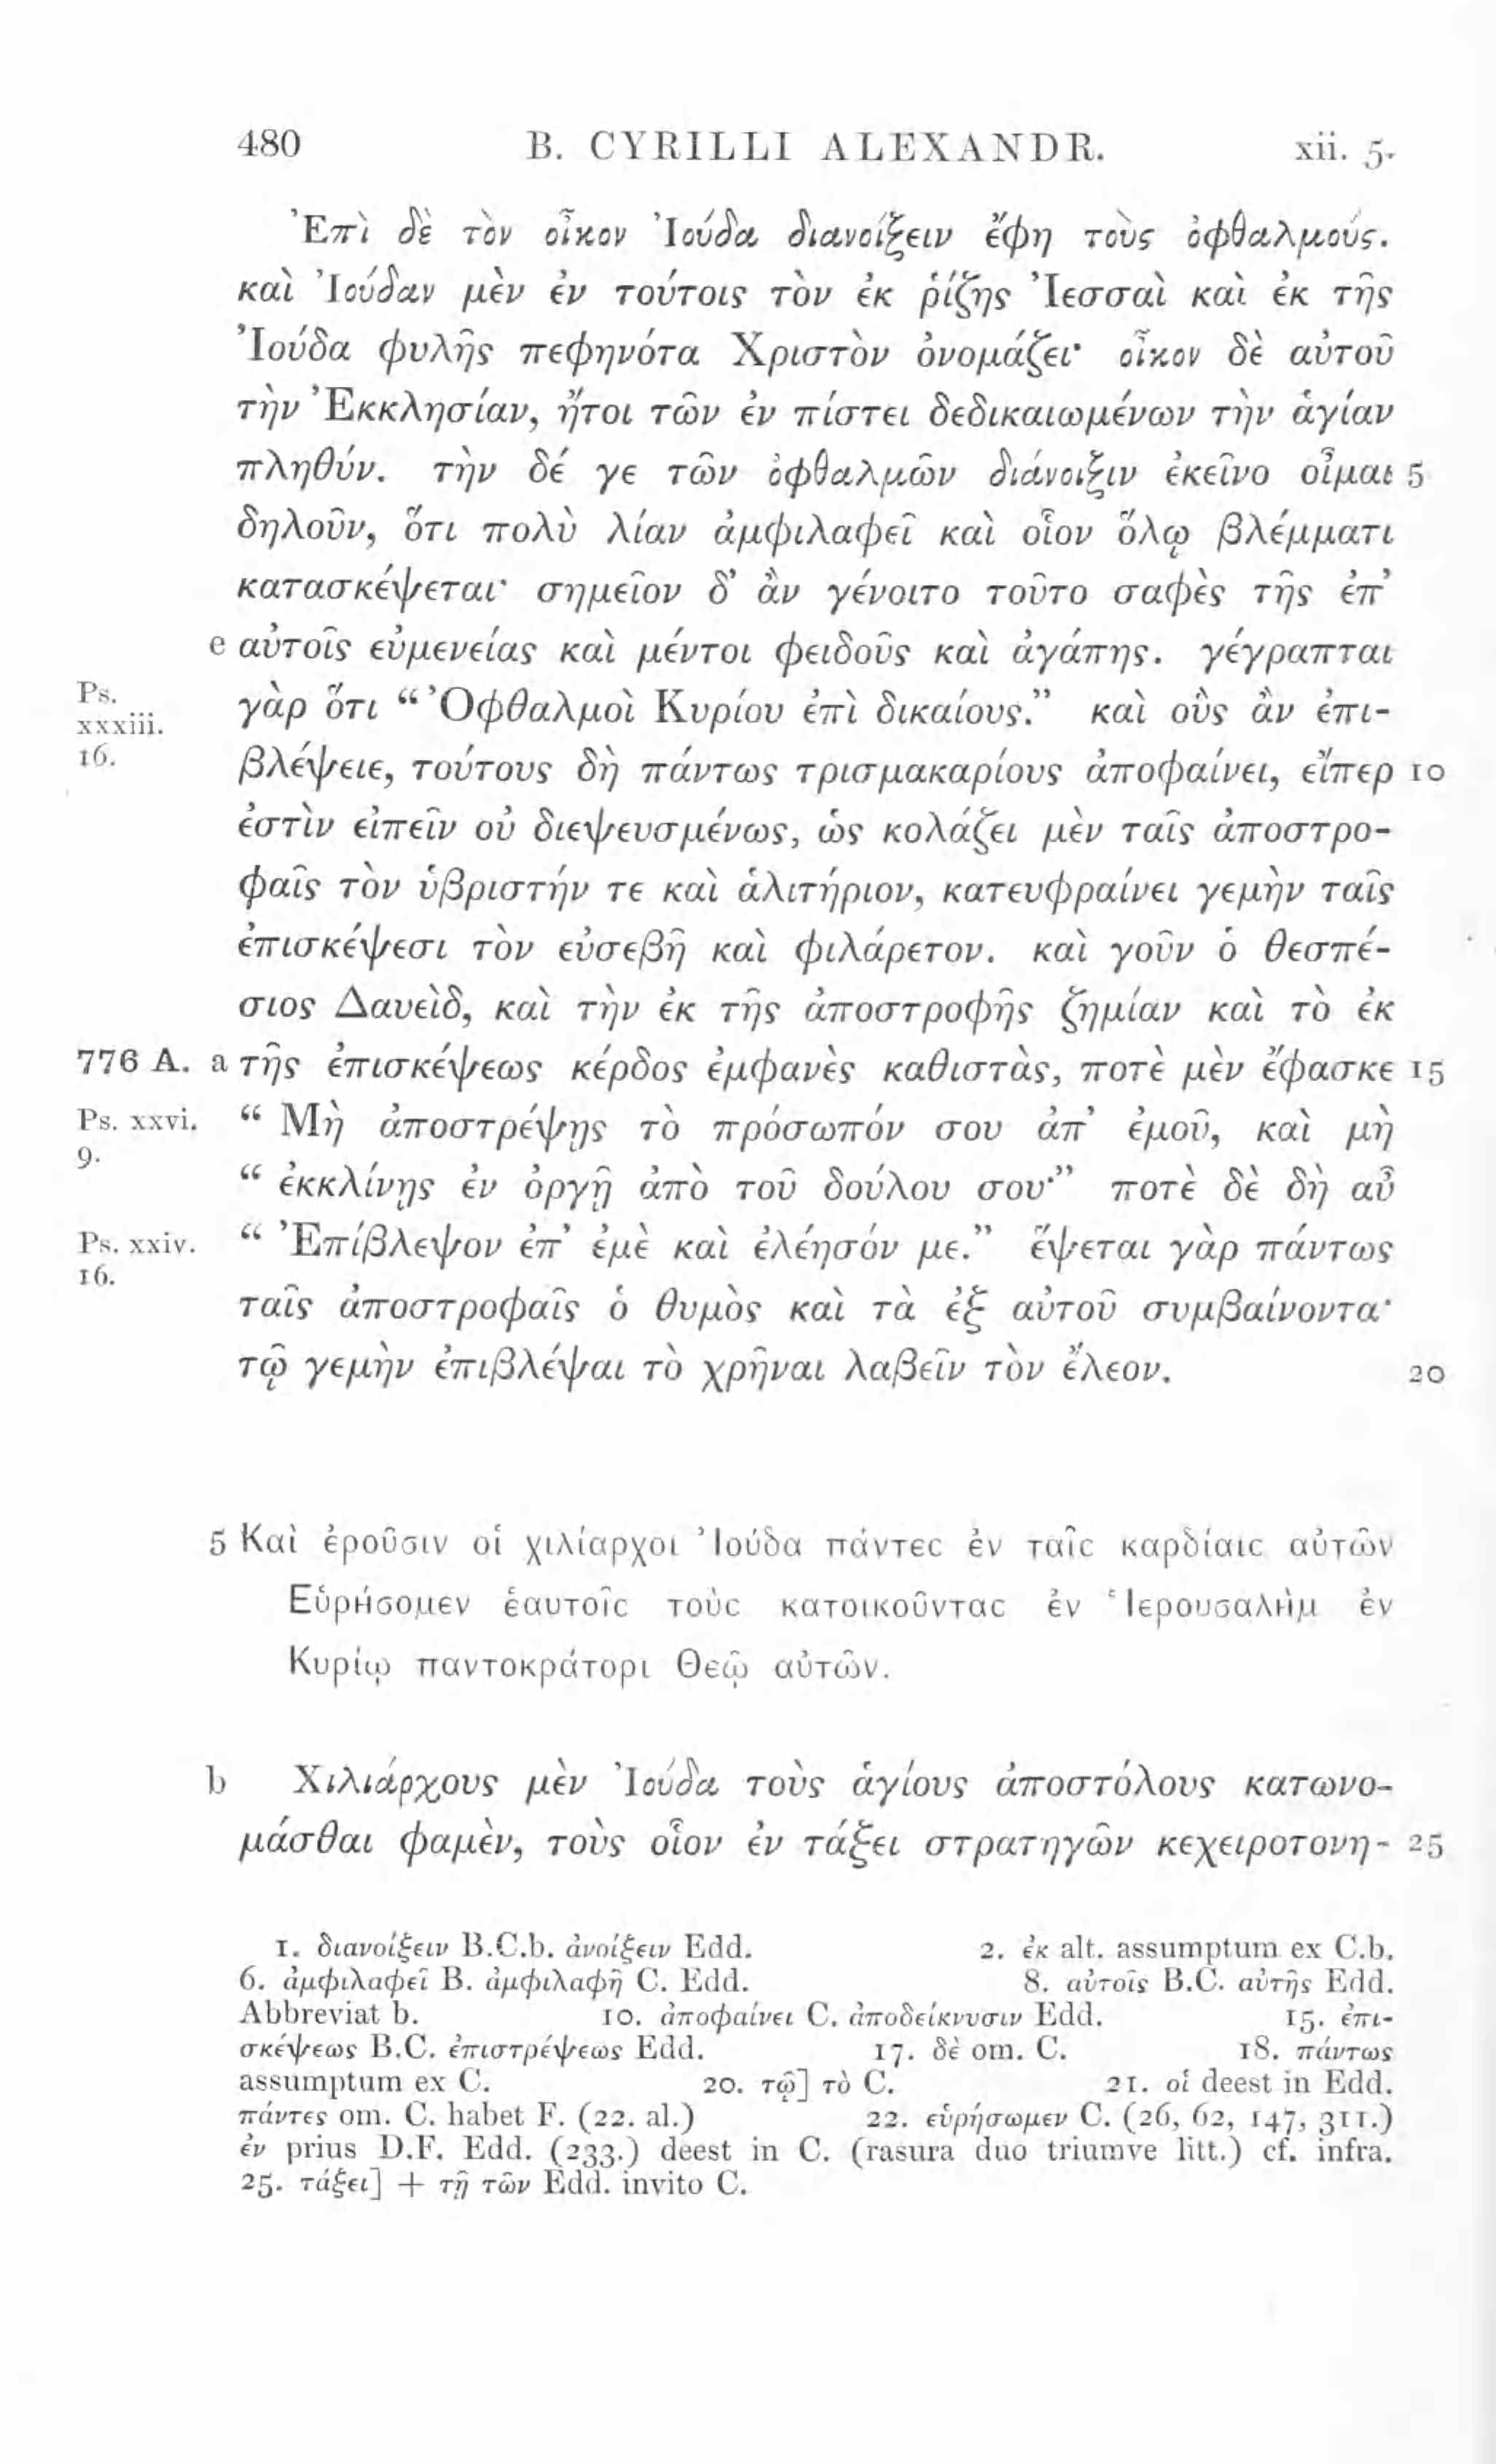 480 B. CYRILLI ALEXANDR. xii. 5.
Ἐπὶ δὲ τὸν οἶκον Ἰούδα διανοίξειν ἔφη τοὺς ὀφθαλμούς.
καὶ Ἰούδαν μὲν ἐν τούτοις τὸν ἐκ ῥίζης Ἰεσσαὶ καὶ ἐκ τῆς
Ἰούδα φυλῆς πεφηνότα Χριστὸν ὀνομάζει· οἶκον δὲ αὐτοῦ
τὴν Ἐκκλησίαν, ἤτοι τῶν ἐν πίστει δεδικαιωμένων τὴν ἁγίαν
πληθύν. τὴν δέ γε τῶν ὀφθαλμῶν διάνοιξιν ἐκεῖνο οἶμαι 5
δηλοῦν, ὅτι πολὺ λίαν ἀμφιλαφεῖ καὶ οἷον ὅλῳ βλέμματι
κατασκέψεται· σημεῖον δ’ ἂν γένοιτο τοῦτο σαφὲς τῆς ἐπ’
e αὐτοῖς εὐμενείας καὶ μέντοι φειδοῦς καὶ ἀγάπης. γέγραπται
Ps. xxxiii. 16. γὰρ ὅτι “ Ὀφθαλμοὶ Κυρίου ἐπὶ δικαίους.” καὶ οὓς ἂν ἐπι-
βλέψειε, τούτους δὴ πάντως τρισμακαρίους ἀποφαίνει, εἴπερ 10
ἐστὶν εἰπεῖν οὐ διεψευσμένως, ὡς κολάζει μὲν ταῖς ἀποστρο-
φαῖς τὸν ὑβριστήν τε καὶ ἀλιτήριον, κατευφραίνει γεμὴν ταῖς
ἐπισκέψεσι τὸν εὐσεβῆ καὶ φιλάρετον. καὶ γοῦν ὁ θεσπέ-
σιος Δαυεὶδ, καὶ τὴν ἐκ τῆς ἀποστροφῆς ζημίαν καὶ τὸ ἐκ
776 A. a τῆς ἐπισκέψεως κέρδος ἐμφανὲς καθιστὰς, ποτὲ μὲν ἔφασκε 15
Ps. xxvi. 9. “ Μὴ ἀποστρέψῃς τὸ πρόσωπόν σου ἀπ’ ἐμοῦ, καὶ μὴ
“ ἐκκλίνῃς ἐν ὀργῇ ἀπὸ τοῦ δούλου σου·” ποτὲ δὲ δὴ αὖ
Ps. xxiv. 16. “ Ἐπίβλεψον ἐπ’ ἐμὲ καὶ ἐλέησόν με.” ἕψεται γὰρ πάντως
ταῖς ἀποστροφαῖς ὁ θυμὸς καὶ τὰ ἐξ αὐτοῦ συμβαίνοντα·
τῷ γεμὴν ἐπιβλέψαι τὸ χρῆναι λαβεῖν τὸν ἔλεον. 20
5 Καὶ ἐροῦσιν οἱ χιλίαρχοι Ἰούδα πάντες ἐν ταῖς καρδίαις αὐτῶν
Εὑρήσομεν ἑαυτοῖς τοὺς κατοικοῦντας ἐν Ἱερουσαλὴμ ἐν
Κυρίῳ παντοκράτορι Θεῷ αὐτῶν.
b Χιλιάρχους μὲν Ἰούδα τοὺς ἁγίους ἀποστόλους κατωνο-
μάσθαι φαμὲν, τοὺς οἷον ἐν τάξει στρατηγῶν κεχειροτονη- 25
1. διανοίξειν B.C.b. ἀνοίξειν Edd. 2. ἐκ alt. assumptum ex C.b.
6. ἀμφιλαφεῖ B. ἀμφιλαφῆ C. Edd. 8. αὐτοῖς B.C. αὐτῆς Edd.
Abbreviat b. 10. ἀποφαίνει C. ἀποδείκνυσιν Edd. 15. ἐπι-
σκέψεως B.C. ἐπιστρέψεως Edd. 17. δὲ om. C. 18. πάντως
assumptum ex C. 20. τῷ] τὸ C. 21. οἱ deest in Edd.
πάντες om. C. habet F. (22. al.) 22. εὑρήσωμεν C. (26, 62, 147, 311.)
ἐν prius D.F. Edd. (233.) deest in C. (rasura duo triumve litt.) cf. infra.
25. τάξει] + τῇ τῶν Edd. invito C.